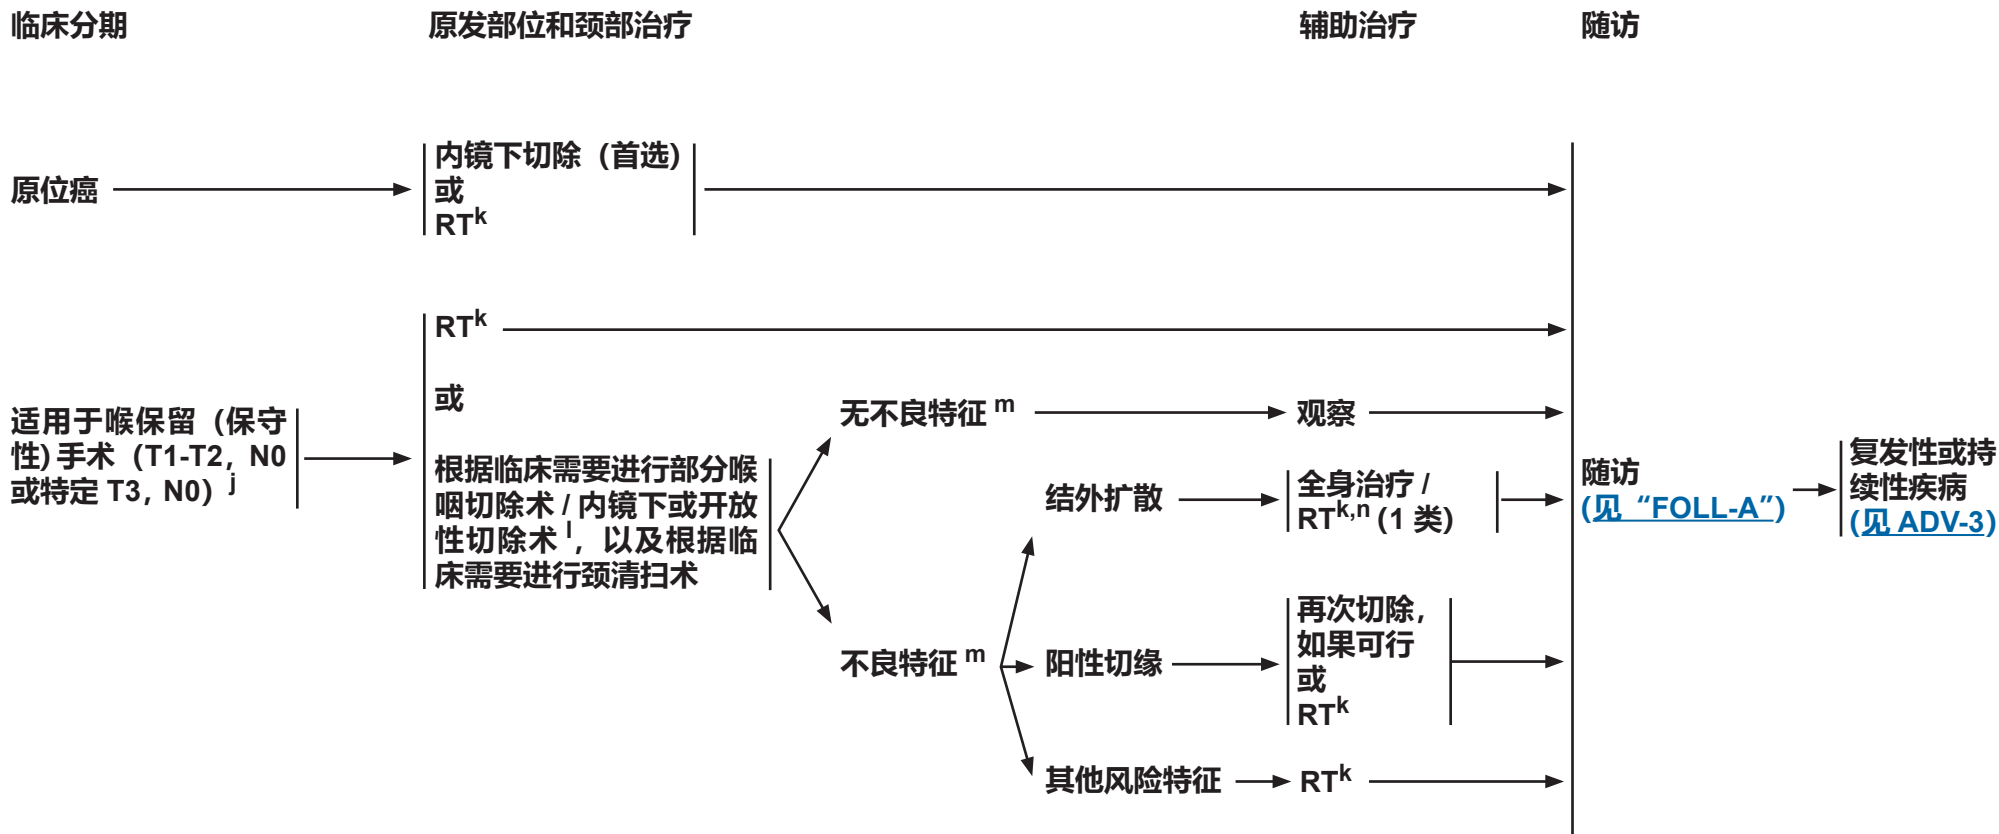 临床分期
原发部位和颈部治疗
辅助治疗
随访
原位癌
内镜下切除（首选）
或
RTᵏ
适用于喉保留（保守
性）手术（T1-T2，N0
或特定 T3，N0）ʲ
RTᵏ
或
根据临床需要进行部分喉
咽切除术 / 内镜下或开放
性切除术 ˡ，以及根据临
床需要进行颈清扫术
无不良特征 ᵐ
观察
不良特征 ᵐ
结外扩散
全身治疗 /
RTᵏ,ⁿ (1 类)
阳性切缘
再次切除，
如果可行
或
RTᵏ
其他风险特征
RTᵏ
随访
(见 “FOLL-A”)
复发性或持
续性疾病
(见 ADV-3)